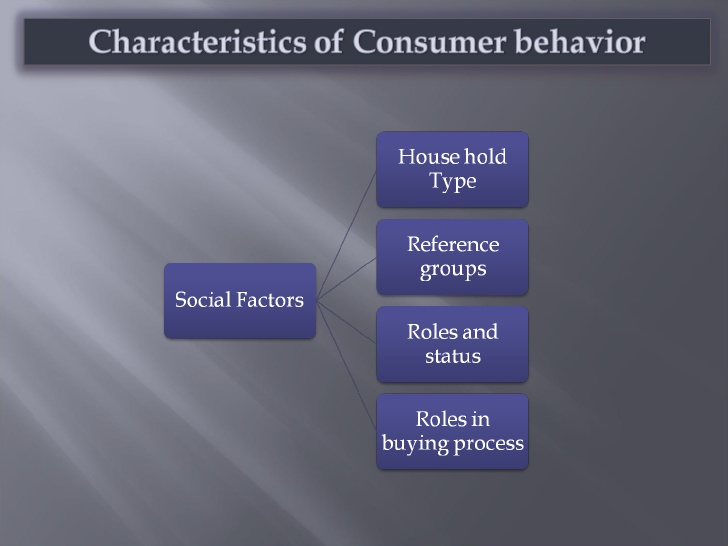 Characteristics of Consumer behavior
House hold
Type
Reference
groups
Social Factors
Roles and
status
Roles in
buying process